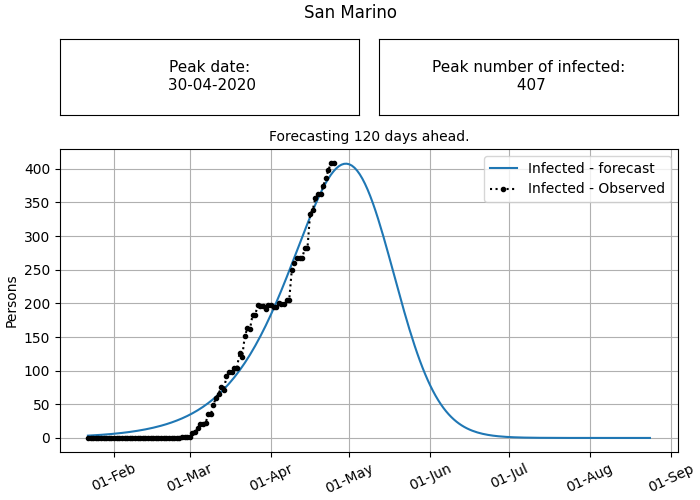 San Marino
Peak date:
30-04-2020
Peak number of infected:
407
Forecasting 120 days ahead.
Infected - forecast
Infected - Observed
Persons
400
350
300
250
200
150
100
50
0
01-Feb
01-Mar
01-Apr
01-May
01-Jun
01-Jul
01-Aug
01-Sep